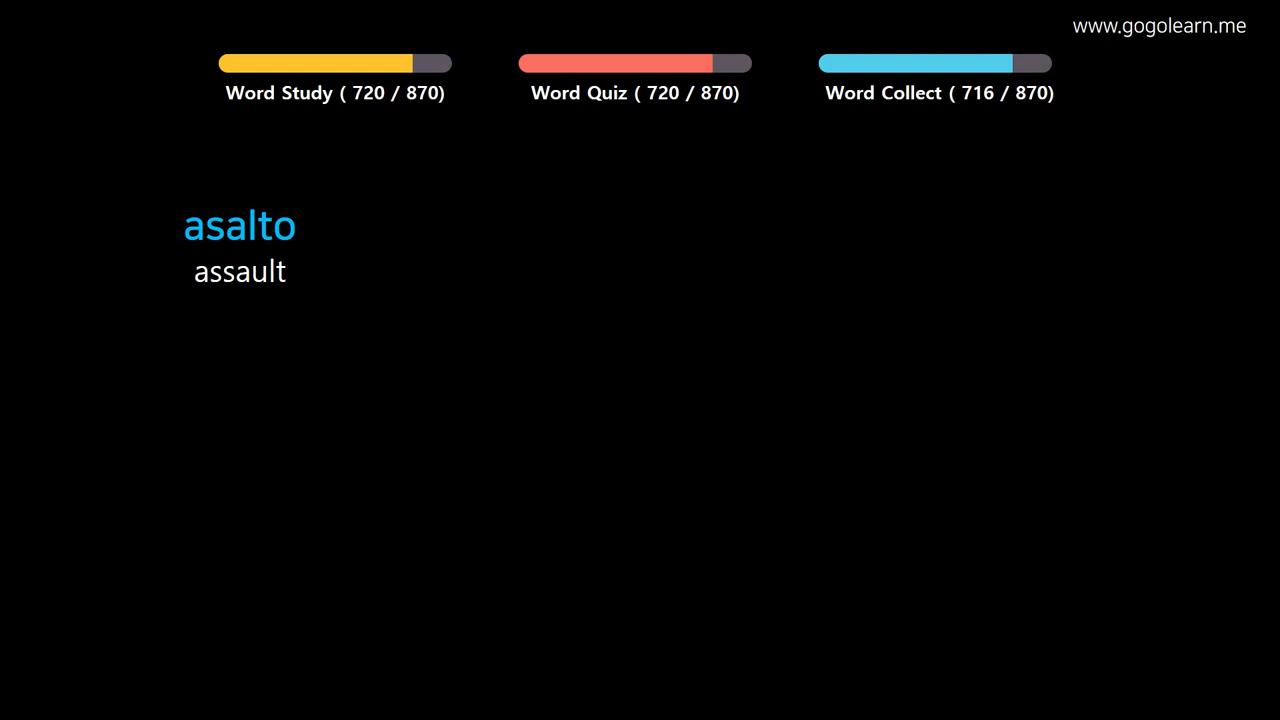 www.gogolearn.me
Word Study ( 720 / 870)
Word Quiz ( 720 / 870)
Word Collect ( 716 / 870)
asalto
assault